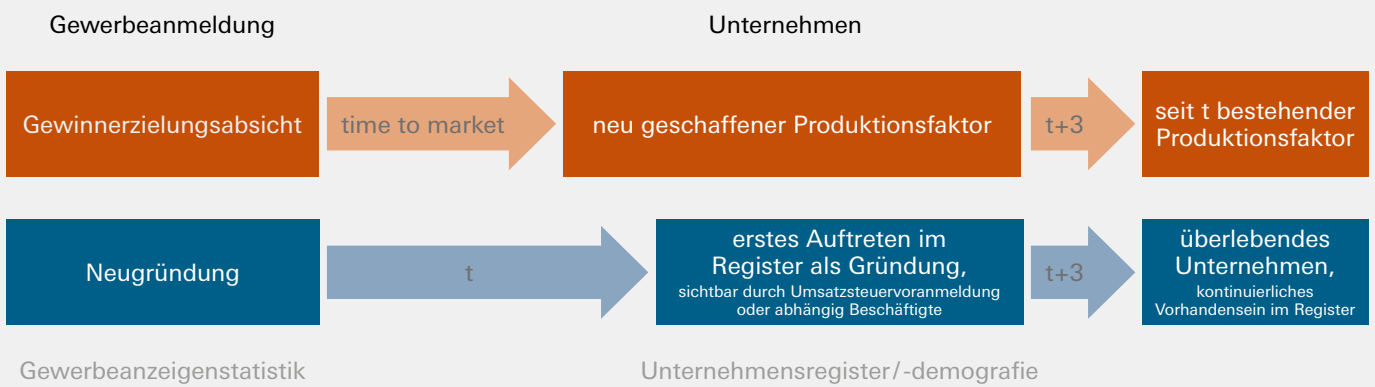 Gewerbeanmeldung
Unternehmen
Gewinnerzielungsabsicht
time to market
neu geschaffener Produktionsfaktor
t+3
seit t bestehender
Produktionsfaktor
Neugründung
t
erstes Auftreten im
Register als Gründung,
sichtbar durch Umsatzsteuervoranmeldung
oder abhängig Beschäftigte
t+3
überlebendes
Unternehmen,
kontinuierliches
Vorhandensein im Register
Gewerbeanzeigenstatistik
Unternehmensregister/-demografie